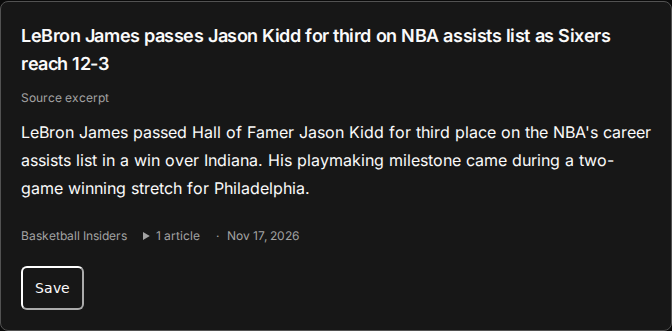 LeBron James passes Jason Kidd for third on NBA assists list as Sixers
reach 12-3
Source excerpt
LeBron James passed Hall of Famer Jason Kidd for third place on the NBA's career
assists list in a win over Indiana. His playmaking milestone came during a two-
game winning stretch for Philadelphia.
Basketball Insiders ▶ 1 article · Nov 17, 2026
Save